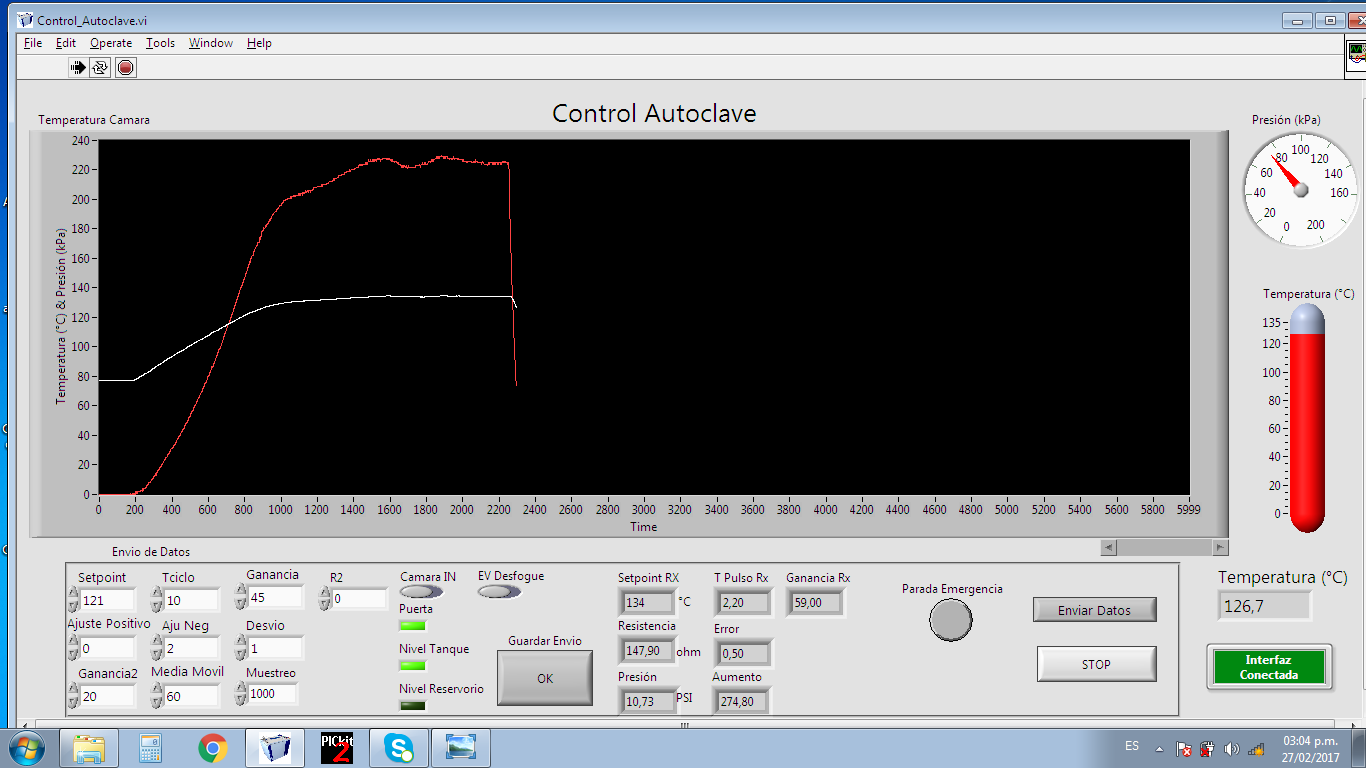 Control_Autoclave.vi
File Edit Operate Tools Window Help
Control Autoclave
Temperatura Camara
Temperatura (°C) & Presión (kPa)
240
220
200
180
160
140
120
100
80
60
40
20
0
0 200 400 600 800 1000 1200 1400 1600 1800 2000 2200 2400 2600 2800 3000 3200 3400 3600 3800 4000 4200 4400 4600 4800 5000 5200 5400 5600 5800 5999
Time
Presión (kPa)
0 20 40 60 80 100 120 140 160 200
Temperatura (°C)
135
120
100
80
60
40
20
0
Temperatura (°C)
126,7
Interfaz
Conectada
Envio de Datos
Setpoint Tciclo Ganancia R2
121 10 45 0
Ajuste Positivo Aju Neg Desvio
0 2 1
Ganancia2 Media Movil Muestreo
20 60 1000
Camara IN EV Desfogue
Puerta
Nivel Tanque
Nivel Reservorio
Guardar Envio
OK
Setpoint RX T Pulso Rx Ganancia Rx
134 °C 2,20 59,00
Resistencia Error
147,90 ohm 0,50
Presión Aumento
10,73 PSI 274,80
Parada Emergencia
Enviar Datos
STOP
PICkit
2
ES
03:04 p.m.
27/02/2017